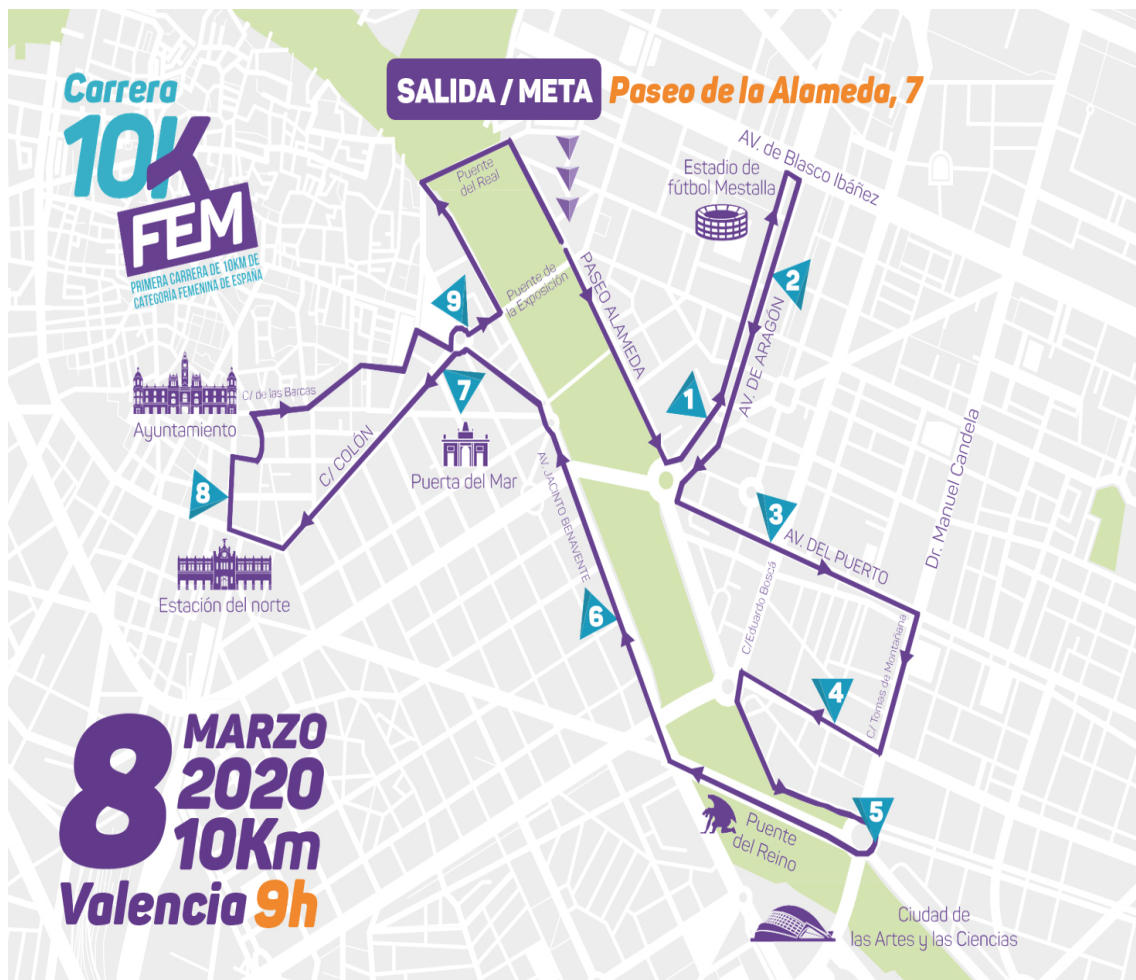 Carrera
10K
FEM
PRIMERA CARRERA DE 10KM DE
CATEGORÍA FEMENINA DE ESPAÑA
SALIDA / META
Paseo de la Alameda, 7
AV. de Blasco Ibáñez
Estadio de
fútbol Mestalla
Puente
del Real
Puente de
la Exposición
PASEO ALAMEDA
1
2
AV. DE ARAGÓN
9
7
C/ de las Barcas
Ayuntamiento
C/ COLÓN
Puerta del Mar
8
Estación del norte
AV. JACINTO BENAVENTE
6
3
AV. DEL PUERTO
Dr. Manuel Candela
C/Eduardo Boscá
C/ Tomas de Montañana
4
5
Puente
del Reino
Ciudad de
las Artes y las Ciencias
8
MARZO
2020
10Km
Valencia 9h